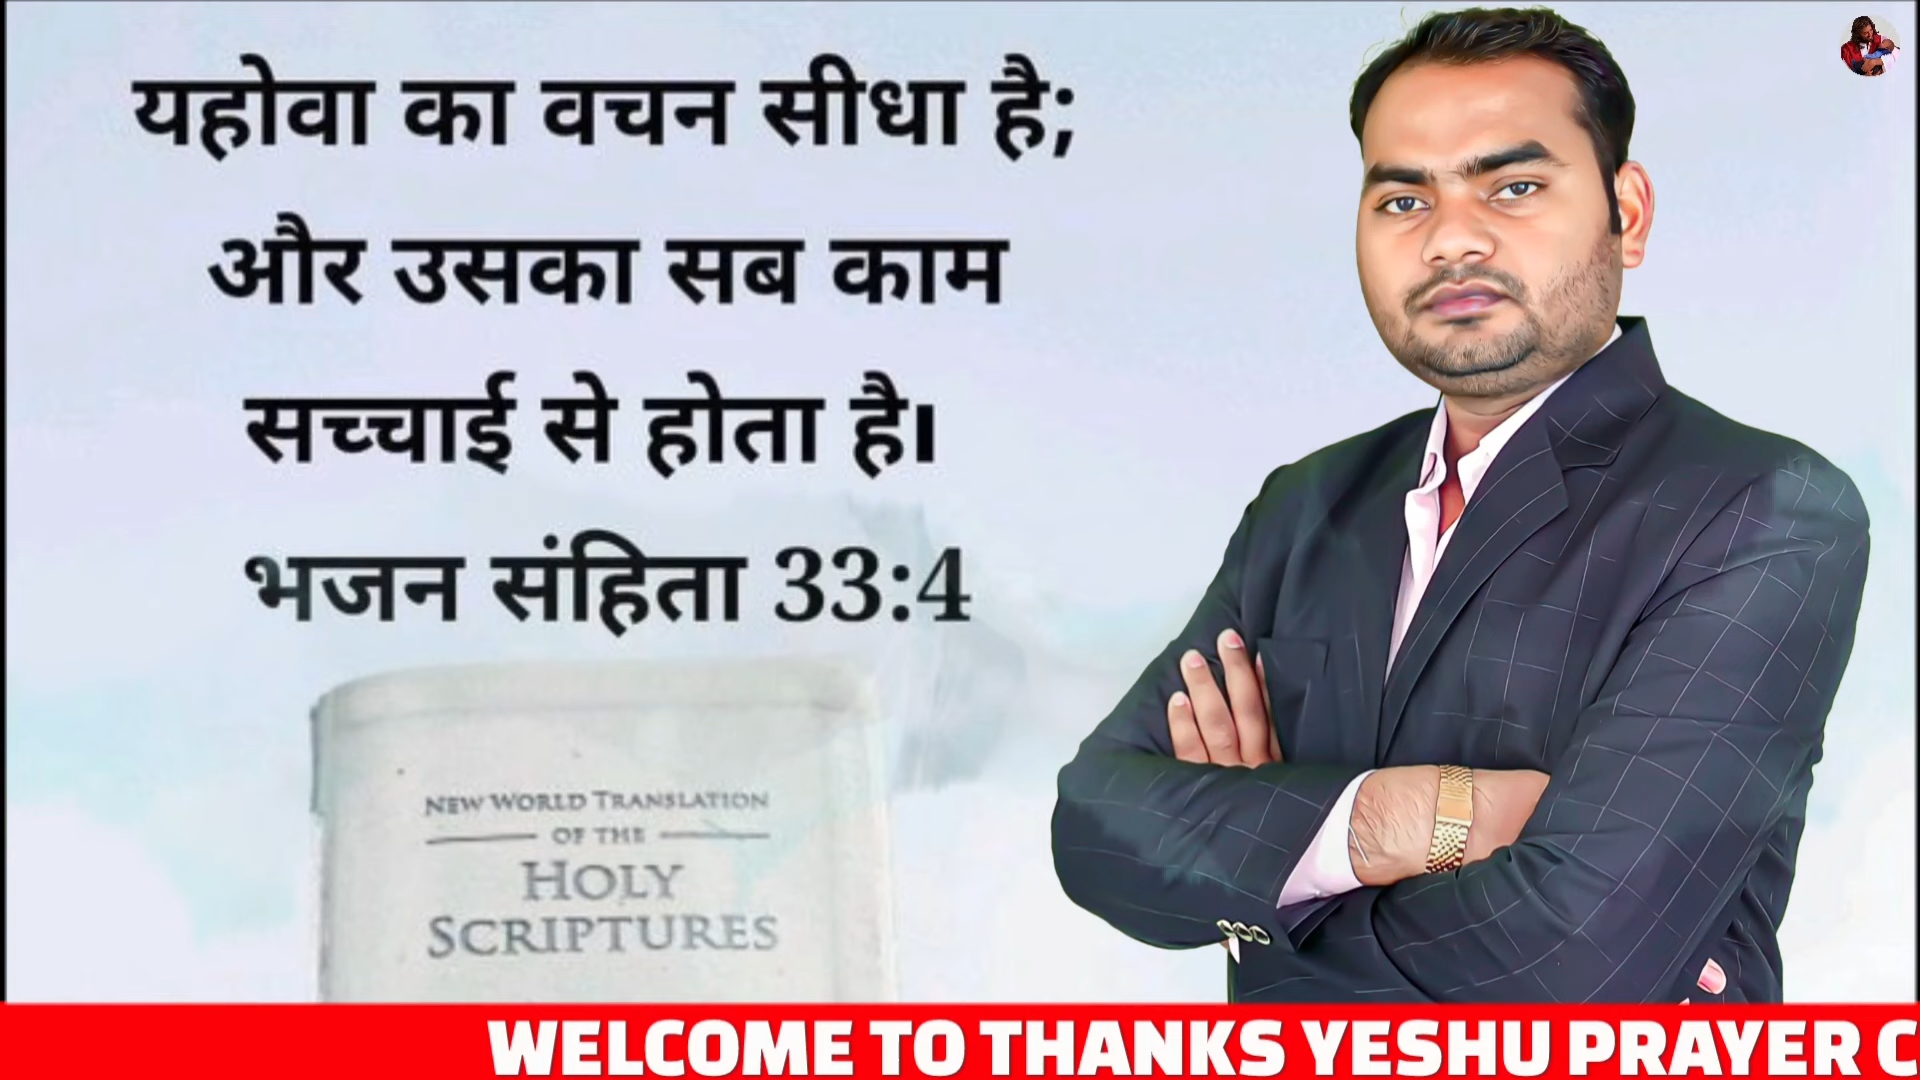 यहोवा का वचन सीधा है;
और उसका सब काम
सच्चाई से होता है।
भजन संहिता 33:4
NEW WORLD TRANSLATION
OF THE
HOLY
SCRIPTURES
WELCOME TO THANKS YESHU PRAYER C